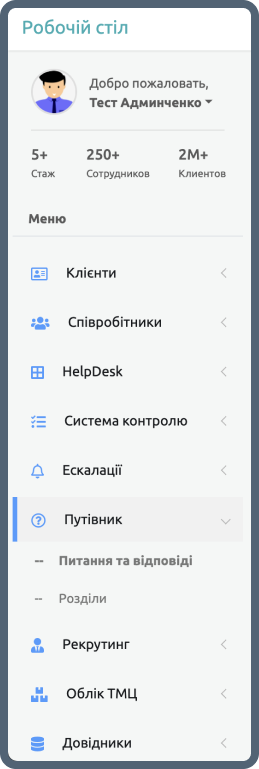 Робочій стіл
Добро пожаловать,
Тест Админченко
5+ 250+ 2M+
Стаж Сотрудников Клиентов
Меню
Клієнти
Співробітники
HelpDesk
Система контролю
Ескалації
Путівник
-- Питання та відповіді
-- Розділи
Рекрутинг
Облік ТМЦ
Довідники